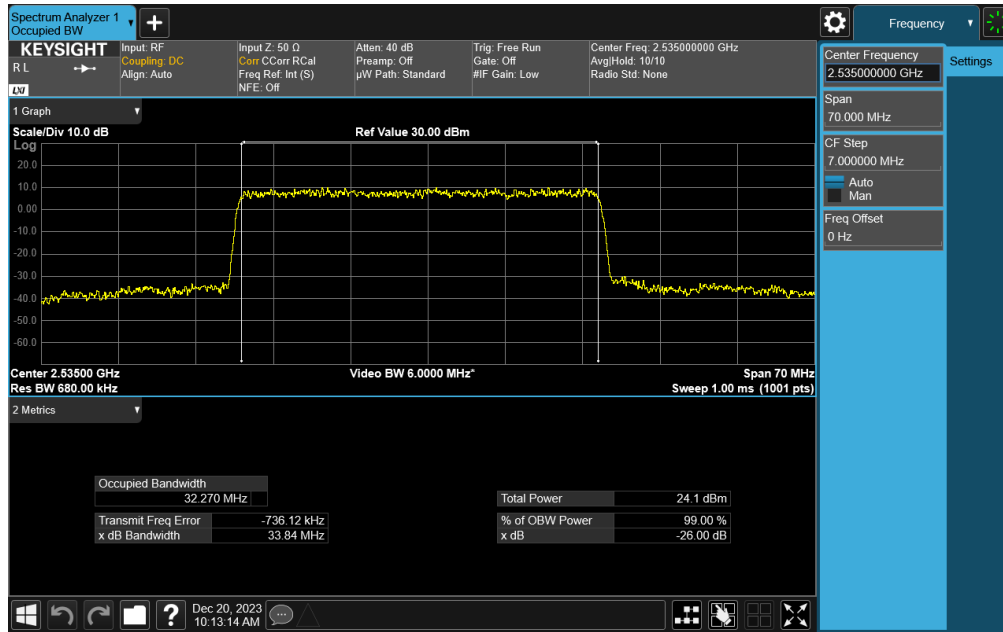 Spectrum Analyzer 1
Occupied BW
Frequency
KEYSIGHT
R L
LXI
Input: RF
Coupling: DC
Align: Auto
Input Z: 50 Ω
Corr CCorr RCal
Freq Ref: Int (S)
NFE: Off
Atten: 40 dB
Preamp: Off
µW Path: Standard
Trig: Free Run
Gate: Off
#IF Gain: Low
Center Freq: 2.535000000 GHz
Avg|Hold: 10/10
Radio Std: None
Center Frequency
2.535000000 GHz
Settings
Span
70.000 MHz
CF Step
7.000000 MHz
Auto
Man
Freq Offset
0 Hz
1 Graph
Scale/Div 10.0 dB
Ref Value 30.00 dBm
Log
20.0
10.0
0.00
-10.0
-20.0
-30.0
-40.0
-50.0
-60.0
Center 2.53500 GHz
Video BW 6.0000 MHz*
Span 70 MHz
Res BW 680.00 kHz
Sweep 1.00 ms (1001 pts)
2 Metrics
Occupied Bandwidth
32.270 MHz
Total Power 24.1 dBm
Transmit Freq Error -736.12 kHz
% of OBW Power 99.00 %
x dB Bandwidth 33.84 MHz
x dB -26.00 dB
?
Dec 20, 2023
10:13:14 AM